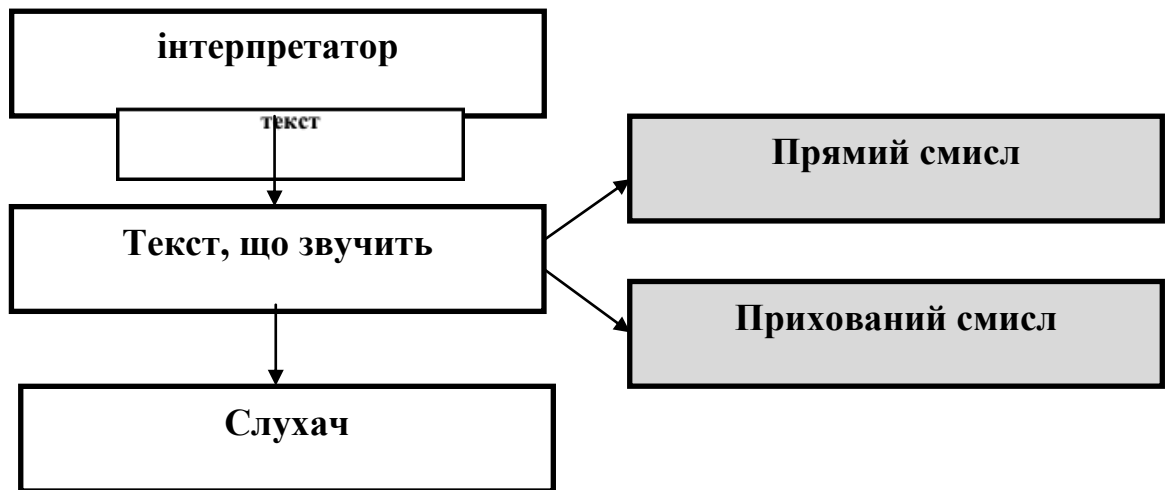 інтерпретатор
текст
Прямий смисл
Текст, що звучить
Прихований смисл
Слухач